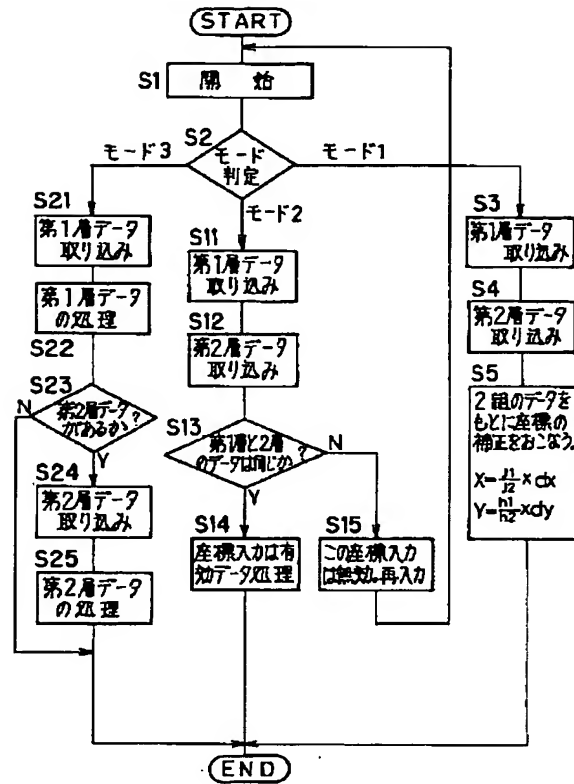 START
S1
開 始
S2
モード
判定
モード3
モード2
モード1
S21
第1層データ
取り込み
第1層データ
の処理
S22
S23
第2層データ
があるか?
N
Y
S24
第2層データ
取り込み
S25
第2層データ
の処理
S11
第1層データ
取り込み
S12
第2層データ
取り込み
S13
第1層と2層
のデータは同じか?
N
Y
S14
座標入力は有
効データ処理
S15
この座標入力
は無効。再入力
S3
第1層データ
取り込み
S4
第2層データ
取り込み
S5
2組のデータを
もとに座標の
補正をおこなう。
X=J1/J2×dx
Y=h1/h2×dy
END